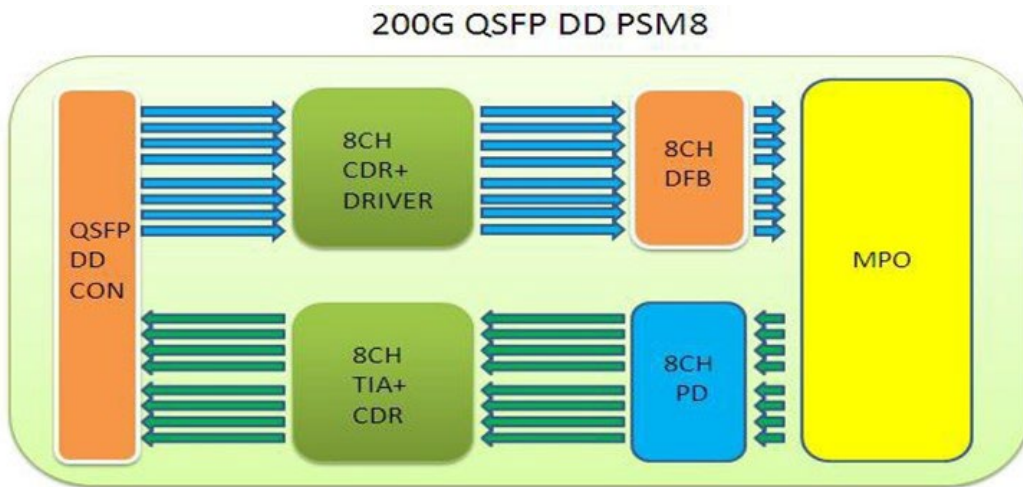 200G QSFP DD PSM8
QSFP
DD
CON
8CH
CDR+
DRIVER
8CH
DFB
MPO
8CH
TIA+
CDR
8CH
PD